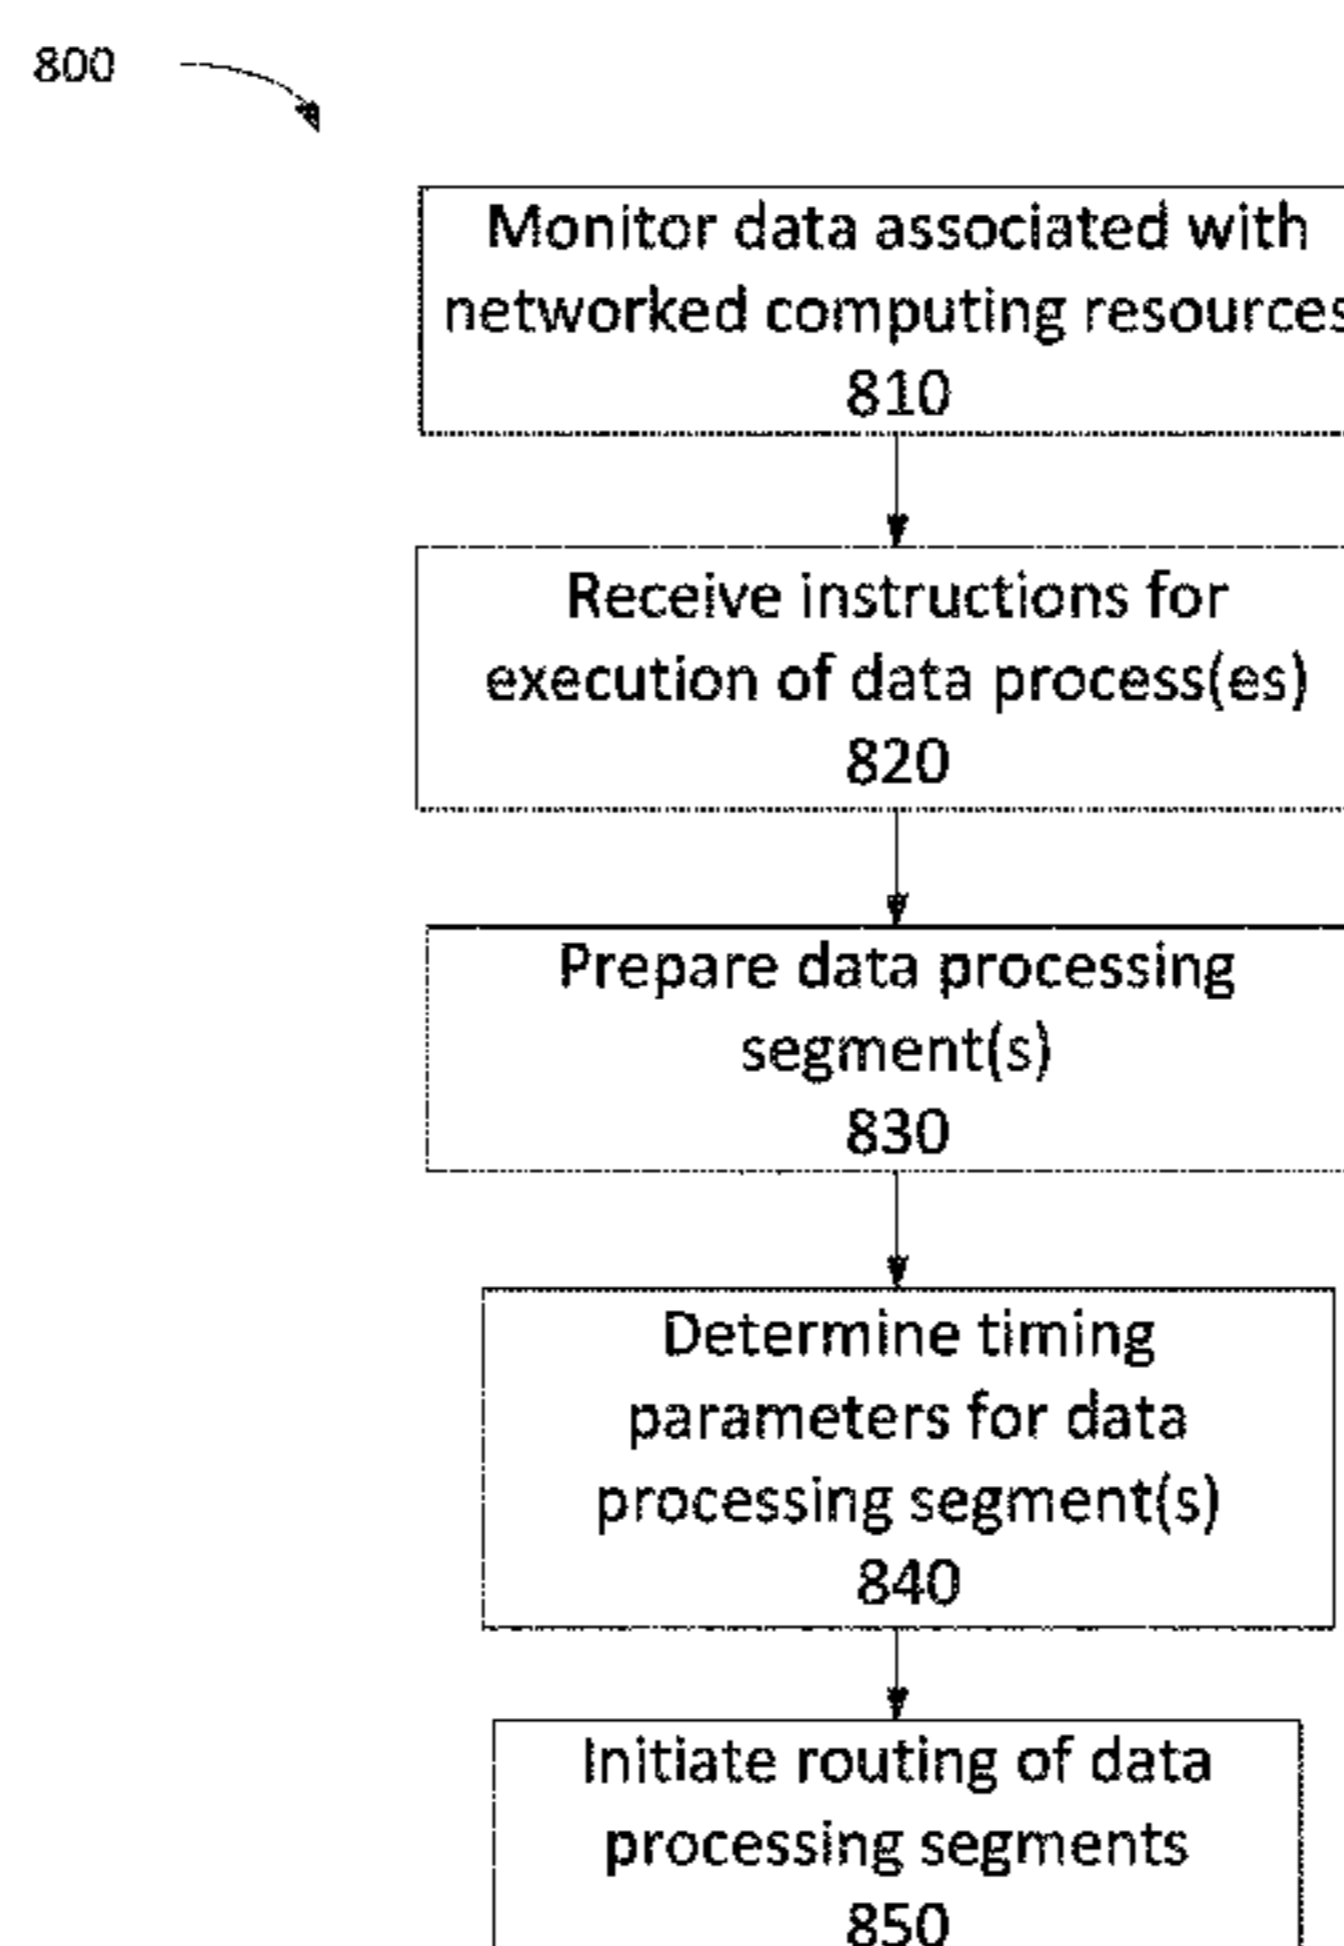 800
Monitor data associated with
networked computing resources
810
Receive instructions for
execution of data process(es)
820
Prepare data processing
segment(s)
830
Determine timing
parameters for data
processing segment(s)
840
Initiate routing of data
processing segments
850